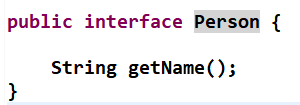 public interface Person {
String getName();
}